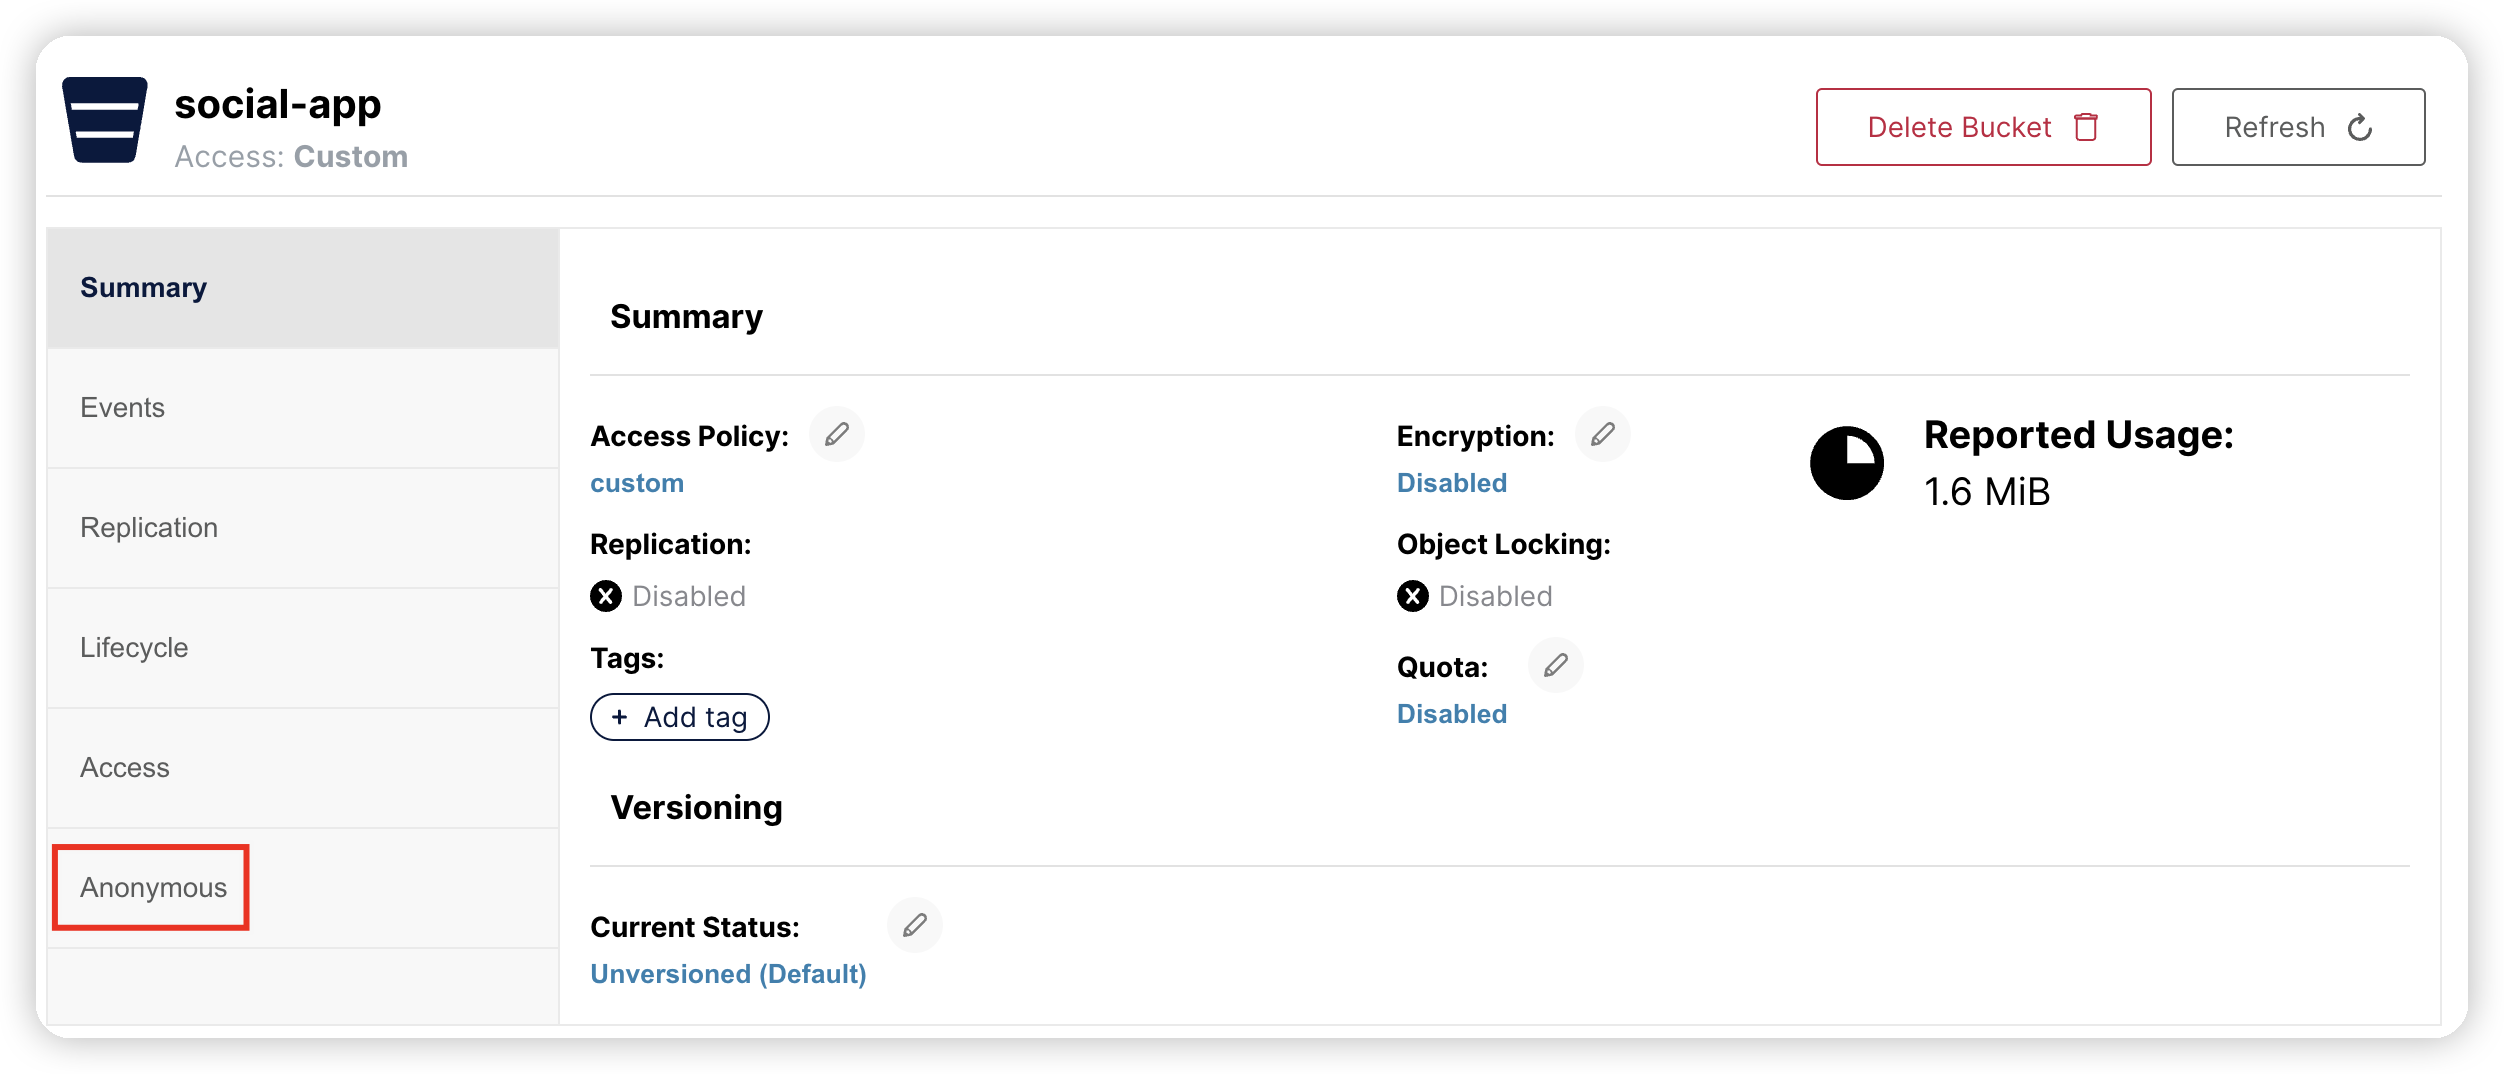 social-app
Access: Custom
Delete Bucket
Refresh
Summary
Events
Replication
Lifecycle
Access
Anonymous
Summary
Access Policy:
custom
Encryption:
Disabled
Reported Usage:
1.6 MiB
Replication:
Disabled
Object Locking:
Disabled
Tags:
+ Add tag
Quota:
Disabled
Versioning
Current Status:
Unversioned (Default)